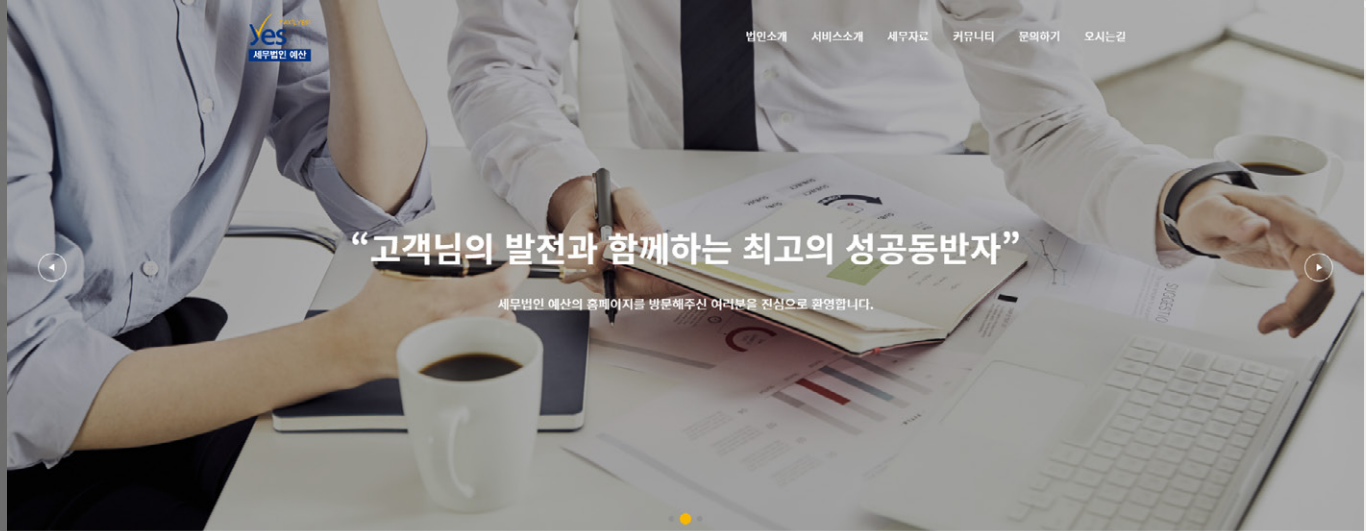 yes
세무법인 예산
법인소개 서비스소개 세무자료 커뮤니티 문의하기 오시는길
“고객님의 발전과 함께하는 최고의 성공동반자”
세무법인 예산의 홈페이지를 방문해주신 여러분을 진심으로 환영합니다.